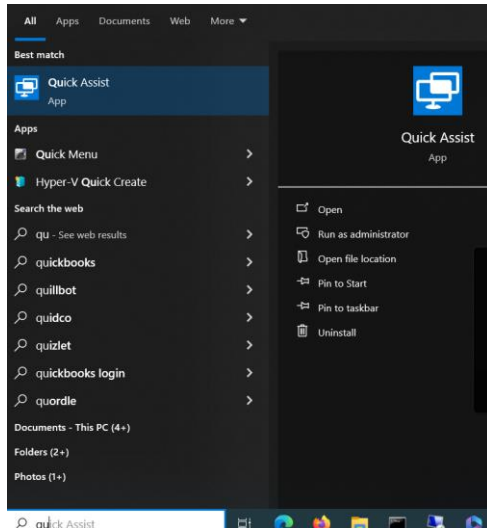 All Apps Documents Web More
Best match
Quick Assist
App
Apps
Quick Menu
Hyper-V Quick Create
Search the web
qu - See web results
quickbooks
quillbot
quidco
quizlet
quickbooks login
quordle
Documents - This PC (4+)
Folders (2+)
Photos (1+)
quick Assist
Quick Assist
App
Open
Run as administrator
Open file location
Pin to Start
Pin to taskbar
Uninstall